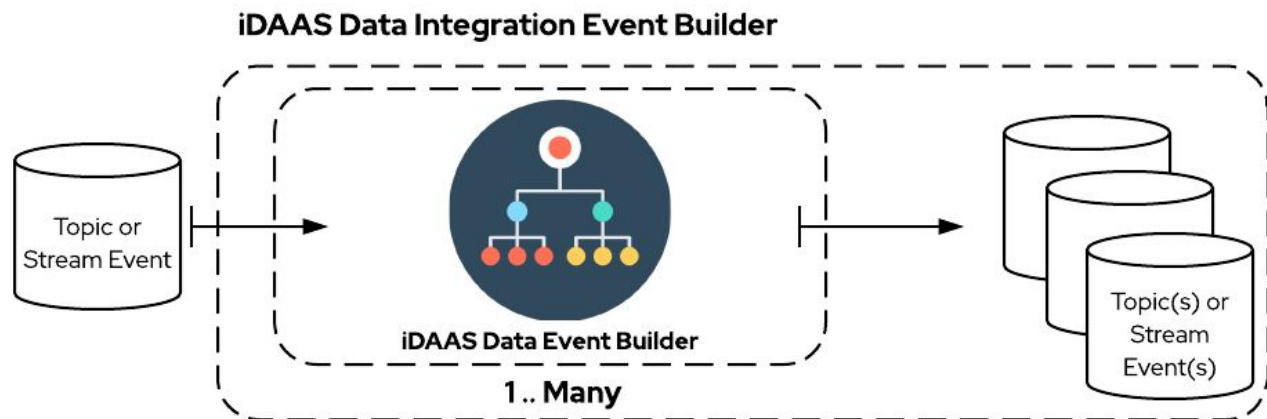 iDAAS Data Integration Event Builder
Topic or
Stream Event
iDAAS Data Event Builder
1 .. Many
Topic(s) or
Stream
Event(s)